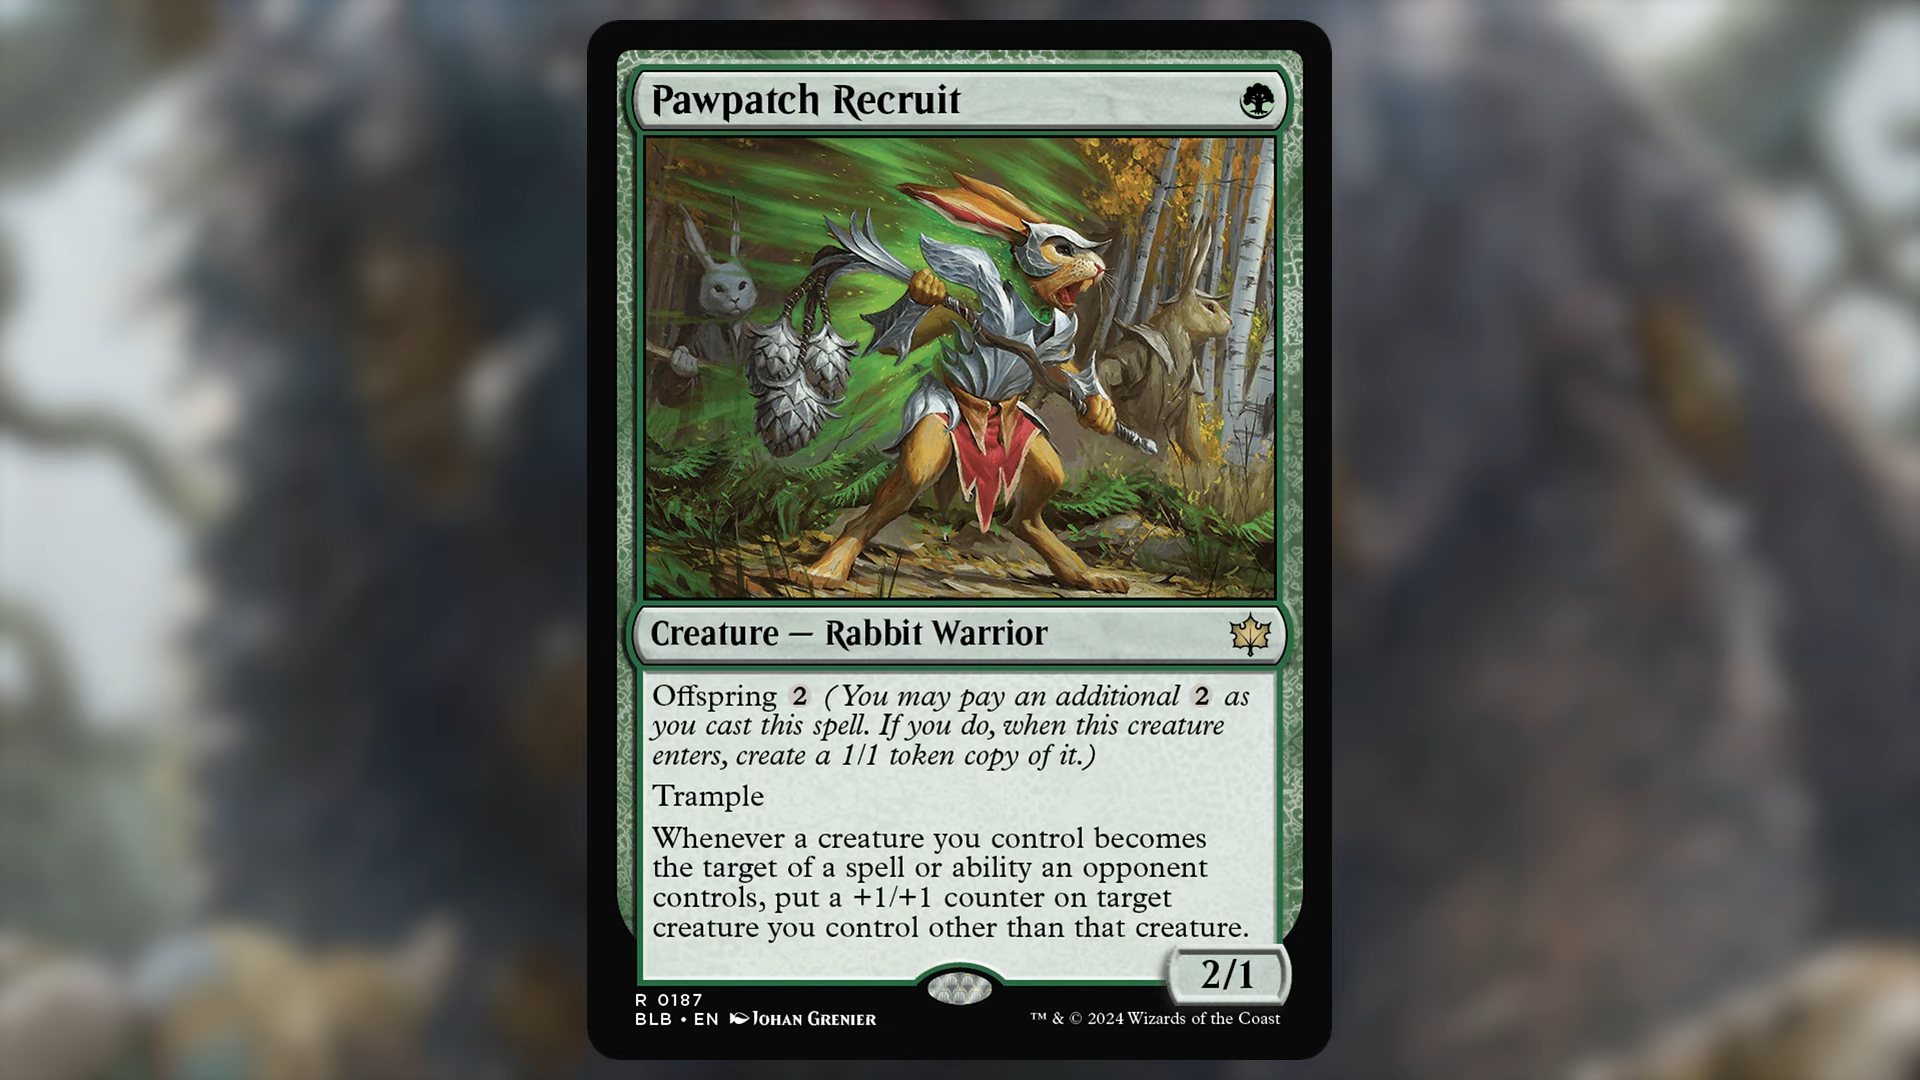 Pawpatch Recruit
Creature — Rabbit Warrior
Offspring 2 (You may pay an additional 2 as
you cast this spell. If you do, when this creature
enters, create a 1/1 token copy of it.)
Trample
Whenever a creature you control becomes
the target of a spell or ability an opponent
controls, put a +1/+1 counter on target
creature you control other than that creature.
2/1
R 0187
BLB • EN Johan Grenier
™ & © 2024 Wizards of the Coast